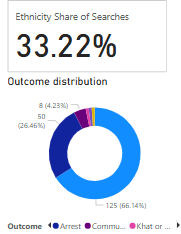 Ethnicity Share of Searches
33.22%
Outcome distribution
8 (4.23%)
50
(26.46%)
125 (66.14%)
Outcome Arrest Commu... Khat or ...